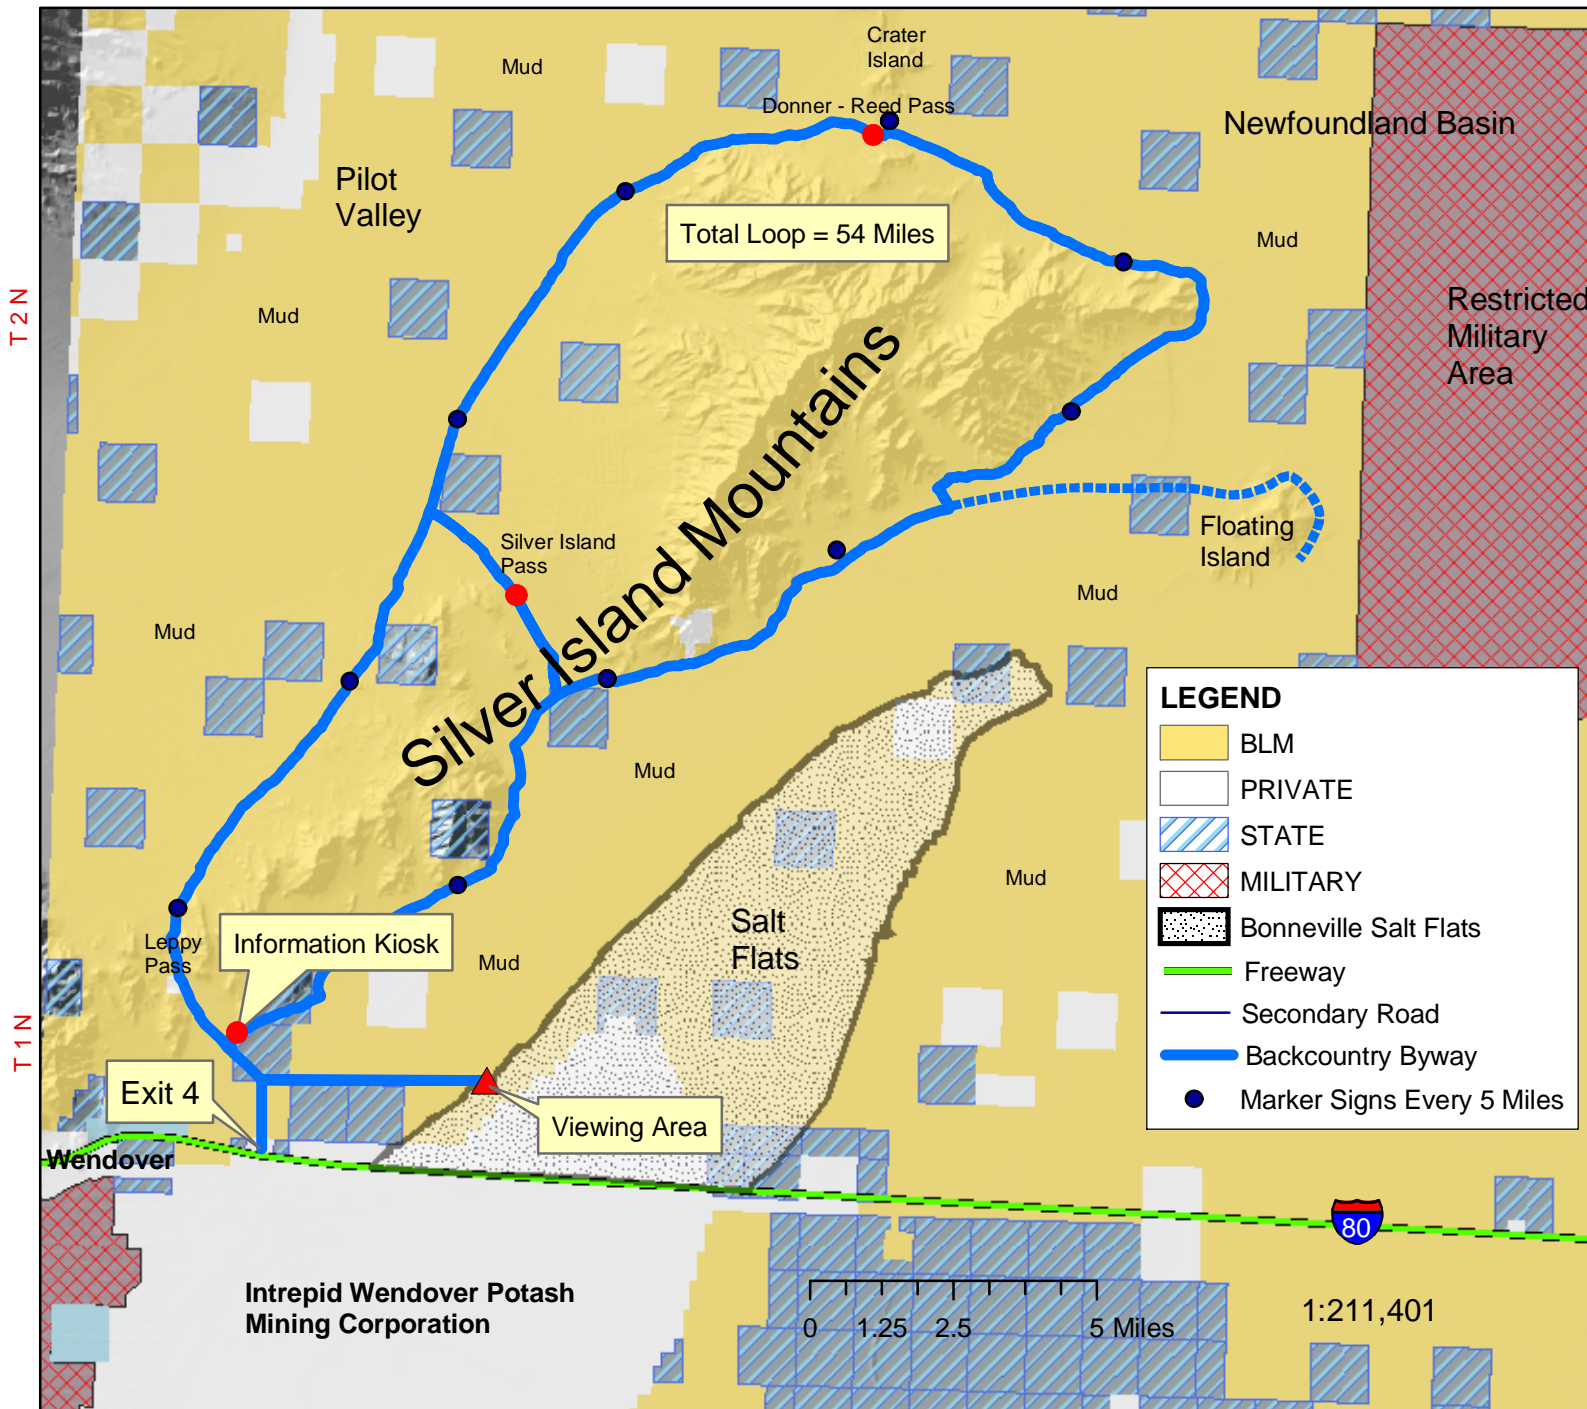 Crater
Island
Mud
Donner - Reed Pass
Newfoundland Basin
Pilot
Valley
Total Loop = 54 Miles
Mud
T 2 N
Mud
Restricted
Military
Area
Silver Island Mountains
Silver Island
Pass
Floating
Island
Mud
Mud
Mud
Mud
Salt
Flats
Leppy
Pass
Information Kiosk
Mud
T 1 N
Exit 4
Viewing Area
Wendover
LEGEND
BLM
PRIVATE
STATE
MILITARY
Bonneville Salt Flats
Freeway
Secondary Road
Backcountry Byway
Marker Signs Every 5 Miles
80
Intrepid Wendover Potash
Mining Corporation
0 1.25 2.5 5 Miles
1:211,401